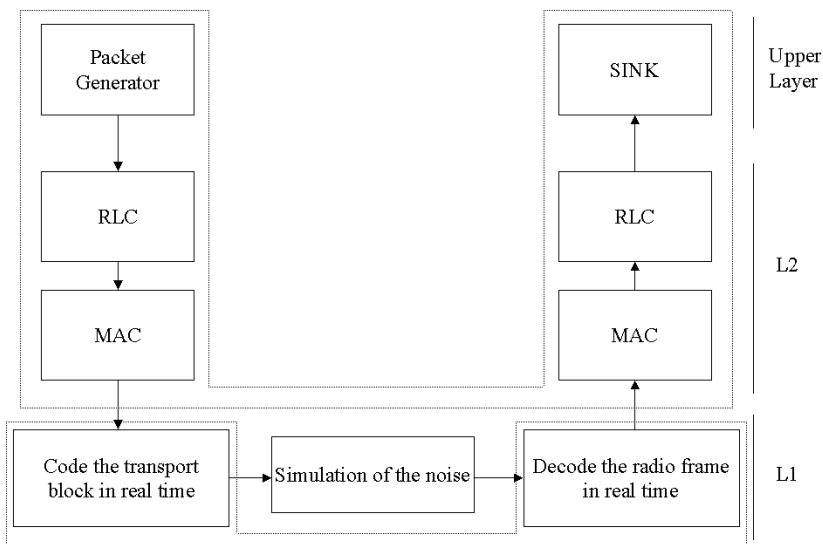 Packet
Generator
SINK
Upper
Layer
RLC
RLC
L2
MAC
MAC
Code the transport
block in real time
Simulation of the noise
Decode the radio frame
in real time
L1